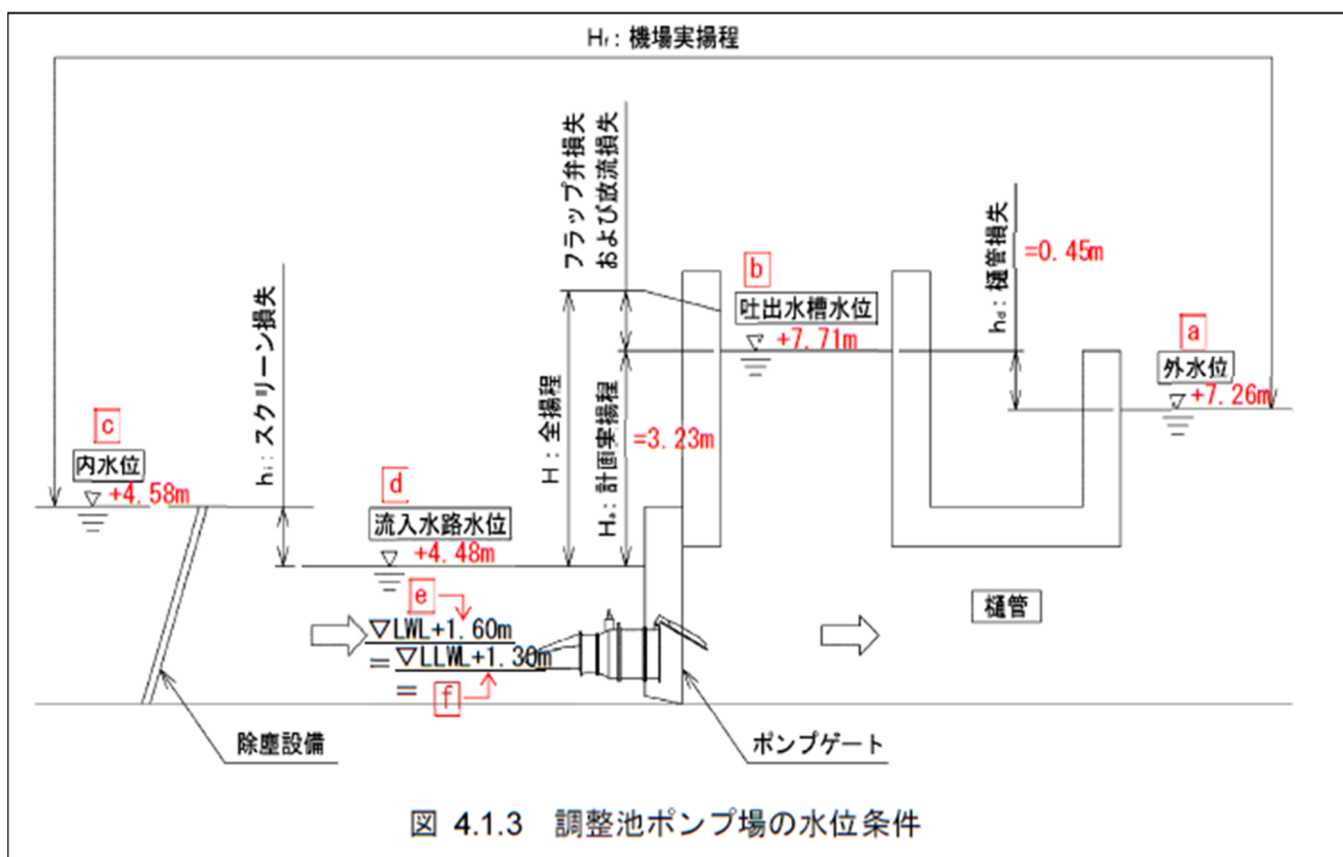 Hf：機場実揚程
フラップ弁損失
および放流損失
hd：樋管損失
=0.45m
b
吐出水槽水位
+7.71m
a
外水位
+7.26m
hi：スクリーン損失
H：全揚程
Ha：計画実揚程
=3.23m
c
内水位
+4.58m
d
流入水路水位
+4.48m
e
▽LWL+1.60m
▽LLWL+1.30m
f
樋管
除塵設備
ポンプゲート
図 4.1.3 調整池ポンプ場の水位条件